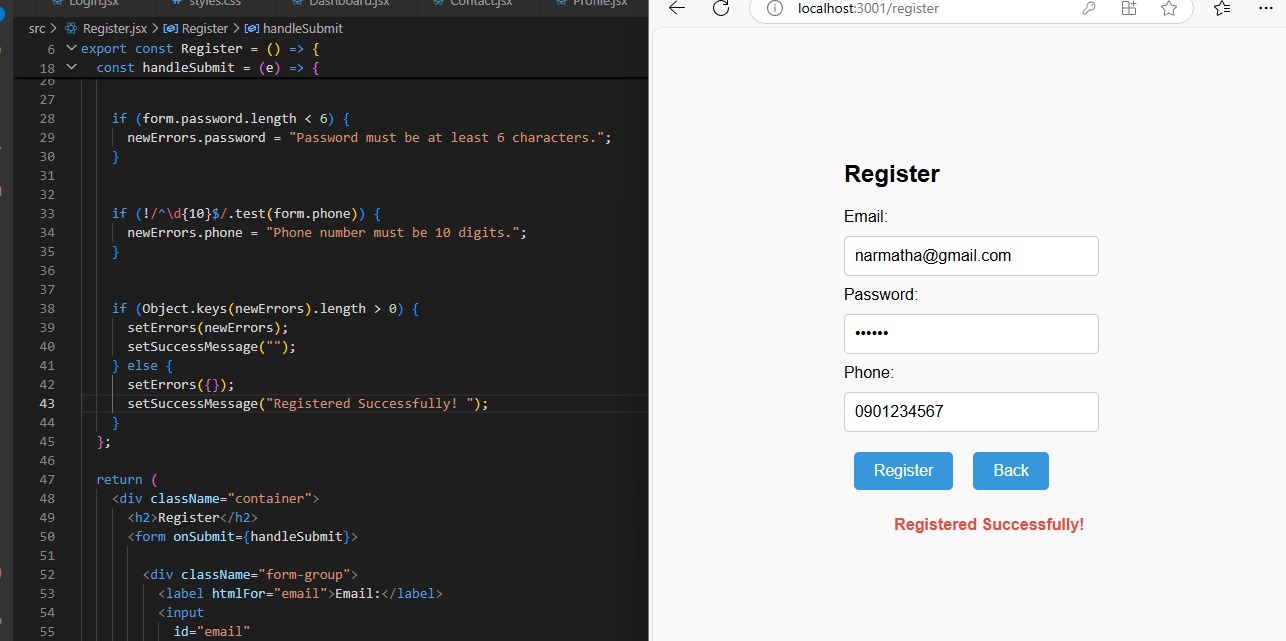 Login.jsx styles.css Dashboard.jsx Contact.jsx Profile.jsx
src > Register.jsx > Register > handleSubmit
6 export const Register = () => {
18 const handleSubmit = (e) => {
26
27
28 if (form.password.length < 6) {
29 newErrors.password = "Password must be at least 6 characters.";
30 }
31
32
33 if (!/^\d{10}$/.test(form.phone)) {
34 newErrors.phone = "Phone number must be 10 digits.";
35 }
36
37
38 if (Object.keys(newErrors).length > 0) {
39 setErrors(newErrors);
40 setSuccessMessage("");
41 } else {
42 setErrors({});
43 setSuccessMessage("Registered Successfully! ");
44 }
45 };
46
47 return (
48 <div className="container">
49 <h2>Register</h2>
50 <form onSubmit={handleSubmit}>
51
52 <div className="form-group">
53 <label htmlFor="email">Email:</label>
54 <input
55 id="email"
localhost:3001/register
Register
Email:
narmatha@gmail.com
Password:
••••••
Phone:
0901234567
Register Back
Registered Successfully!